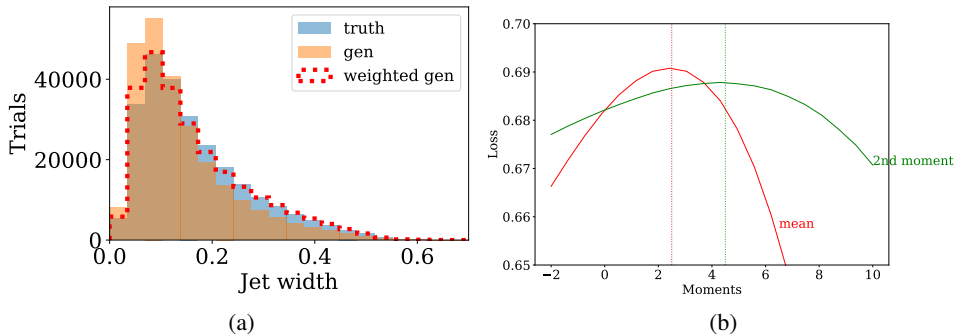 truth
gen
weighted gen
Trials
40000
20000
0
0.0 0.2 0.4 0.6
Jet width
(a)
0.70
0.69
0.68
0.67
0.66
0.65
Loss
2nd moment
mean
−2 0 2 4 6 8 10
Moments
(b)